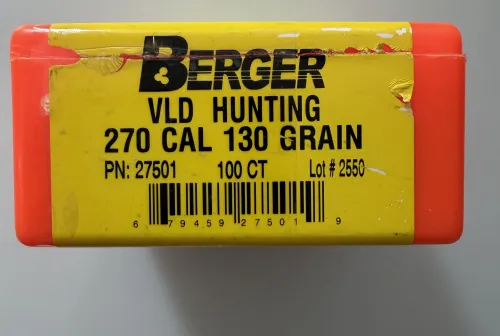 BERGER
VLD HUNTING
270 CAL 130 GRAIN
PN: 27501 100 CT Lot # 2550
6 79459 27501 9